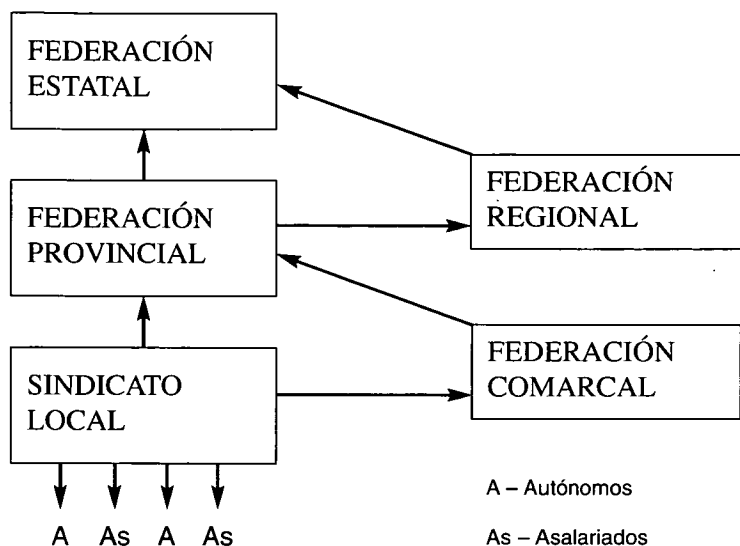 FEDERACIÓN
ESTATAL
FEDERACIÓN
REGIONAL
FEDERACIÓN
PROVINCIAL
FEDERACIÓN
COMARCAL
SINDICATO
LOCAL
A As A As
A – Autónomos
As – Asalariados